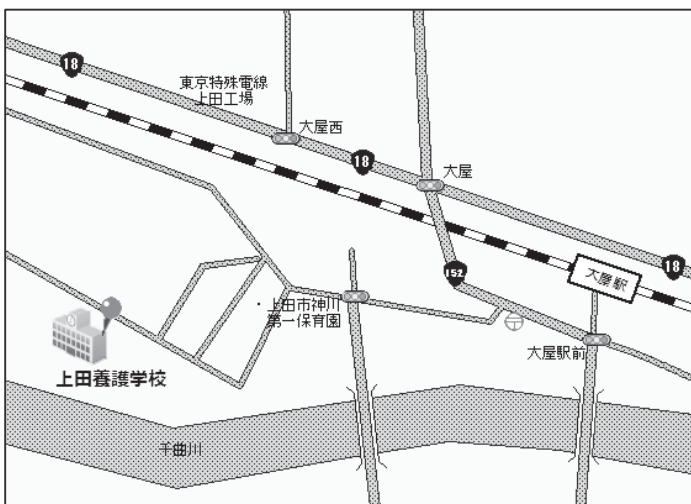 18
東京特殊電線
上田工場
大屋西
18
大屋
152
大屋駅
18
上田市神川
第一保育園
大屋駅前
上田養護学校
千曲川